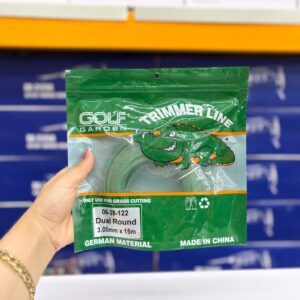 GOLF
GARDEN
TRIMMER LINE
ONLY USE FOR GRASS CUTTING
06-28-122
Dual Round
3.00mm x 15m
GERMAN MATERIAL
MADE IN CHINA